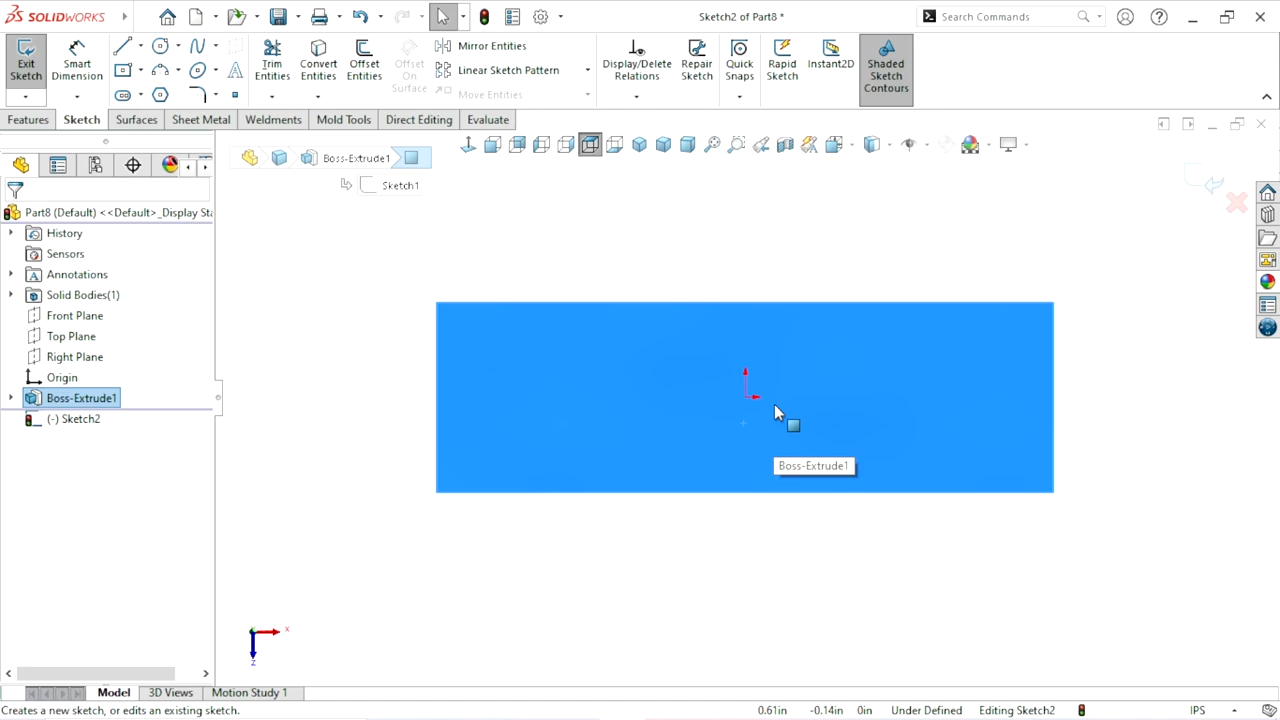 SOLIDWORKS
Sketch2 of Part8 *
Search Commands
Exit Sketch
Smart Dimension
Trim Entities
Convert Entities
Offset Entities
Offset On Surface
Mirror Entities
Linear Sketch Pattern
Move Entities
Display/Delete Relations
Repair Sketch
Quick Snaps
Rapid Sketch
Instant2D
Shaded Sketch Contours
Features
Sketch
Surfaces
Sheet Metal
Weldments
Mold Tools
Direct Editing
Evaluate
Boss-Extrude1
Sketch1
Part8 (Default) <<Default>_Display Sta
History
Sensors
Annotations
Solid Bodies(1)
Front Plane
Top Plane
Right Plane
Origin
Boss-Extrude1
(-) Sketch2
Boss-Extrude1
x
z
Model
3D Views
Motion Study 1
Creates a new sketch, or edits an existing sketch.
0.61in
-0.14in
0in
Under Defined
Editing Sketch2
IPS